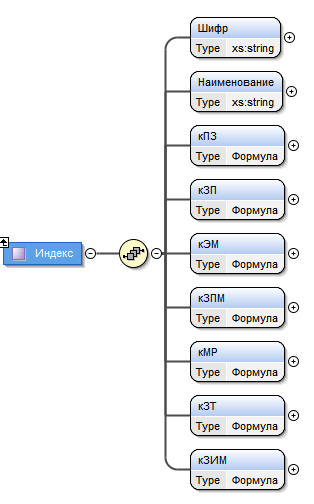 Шифр
Type xs:string
Наименование
Type xs:string
кПЗ
Type Формула
кЗП
Type Формула
кЭМ
Type Формула
Индекс
кЗПМ
Type Формула
кМР
Type Формула
кЗТ
Type Формула
кЗИМ
Type Формула